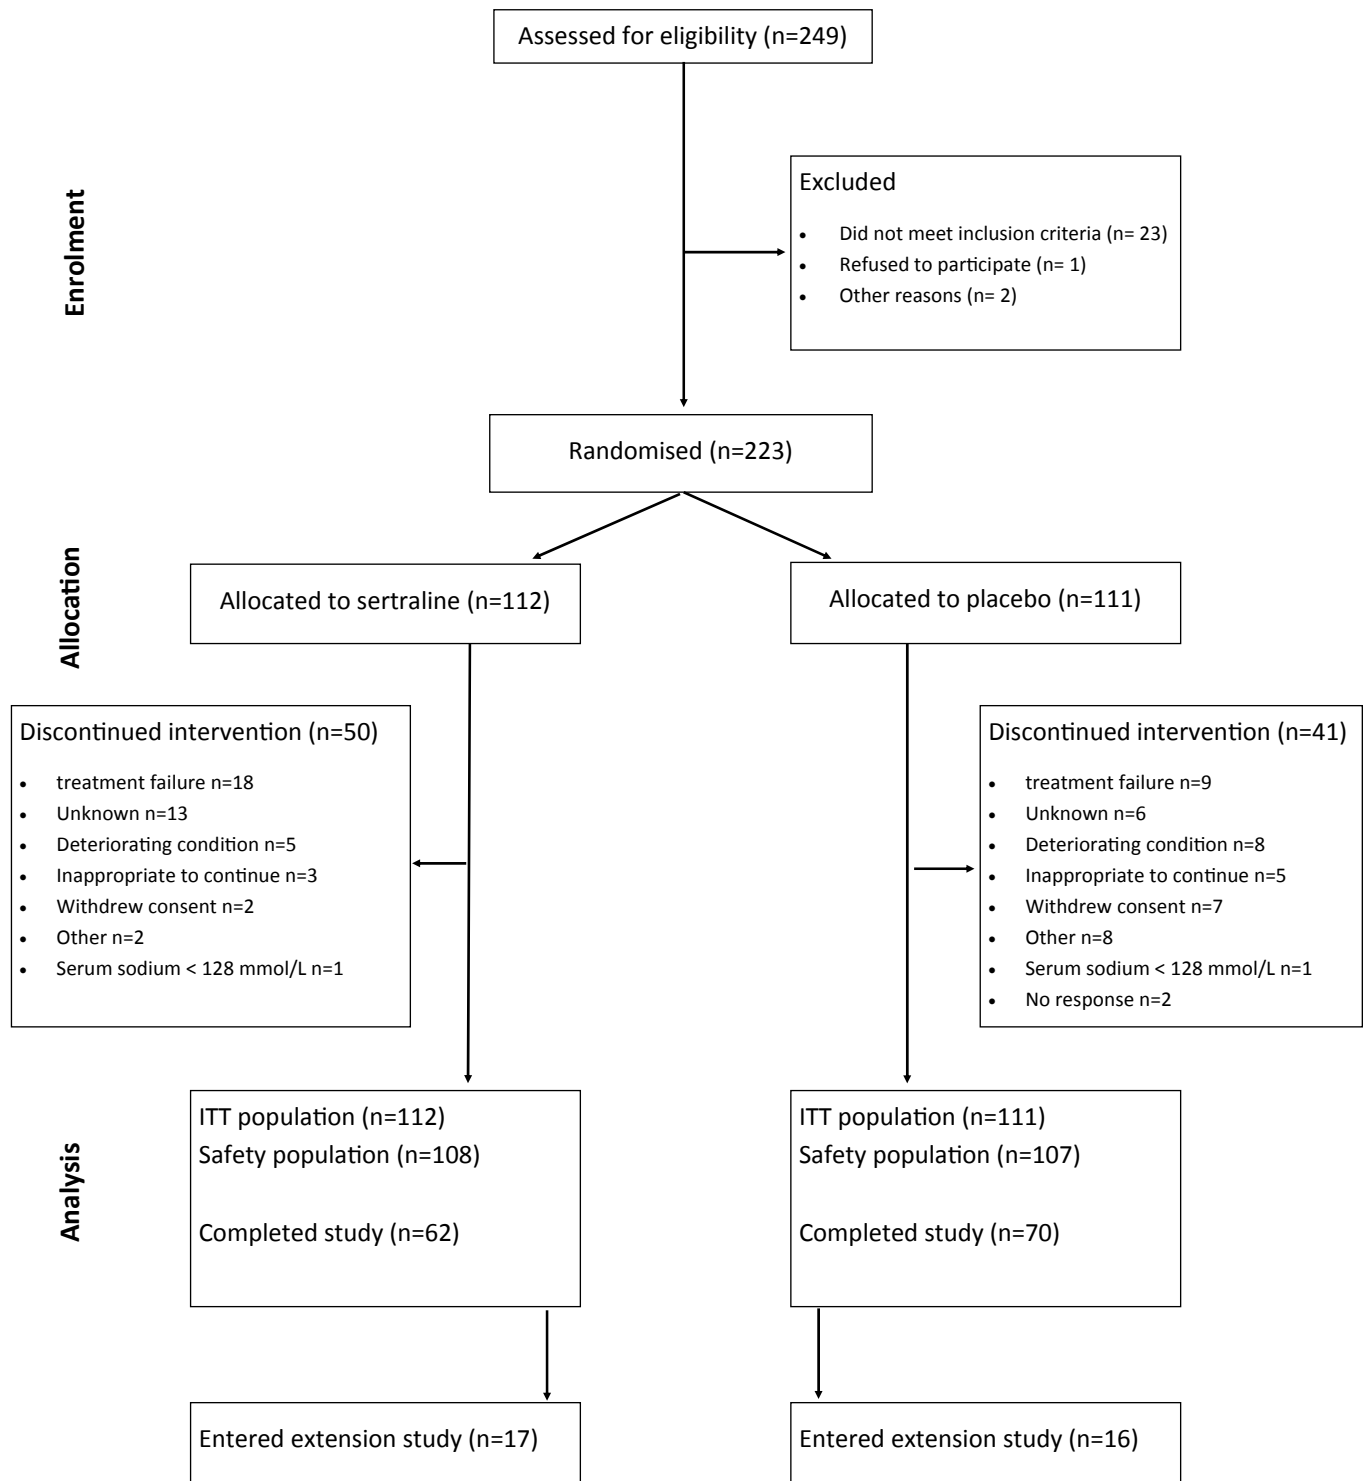 Assessed for eligibility (n=249)
Enrolment
Excluded
• Did not meet inclusion criteria (n= 23)
• Refused to participate (n= 1)
• Other reasons (n= 2)
Randomised (n=223)
Allocation
Allocated to sertraline (n=112)
Allocated to placebo (n=111)
Discontinued intervention (n=50)
• treatment failure n=18
• Unknown n=13
• Deteriorating condition n=5
• Inappropriate to continue n=3
• Withdrew consent n=2
• Other n=2
• Serum sodium < 128 mmol/L n=1
Discontinued intervention (n=41)
• treatment failure n=9
• Unknown n=6
• Deteriorating condition n=8
• Inappropriate to continue n=5
• Withdrew consent n=7
• Other n=8
• Serum sodium < 128 mmol/L n=1
• No response n=2
Analysis
ITT population (n=112)
Safety population (n=108)
Completed study (n=62)
ITT population (n=111)
Safety population (n=107)
Completed study (n=70)
Entered extension study (n=17)
Entered extension study (n=16)